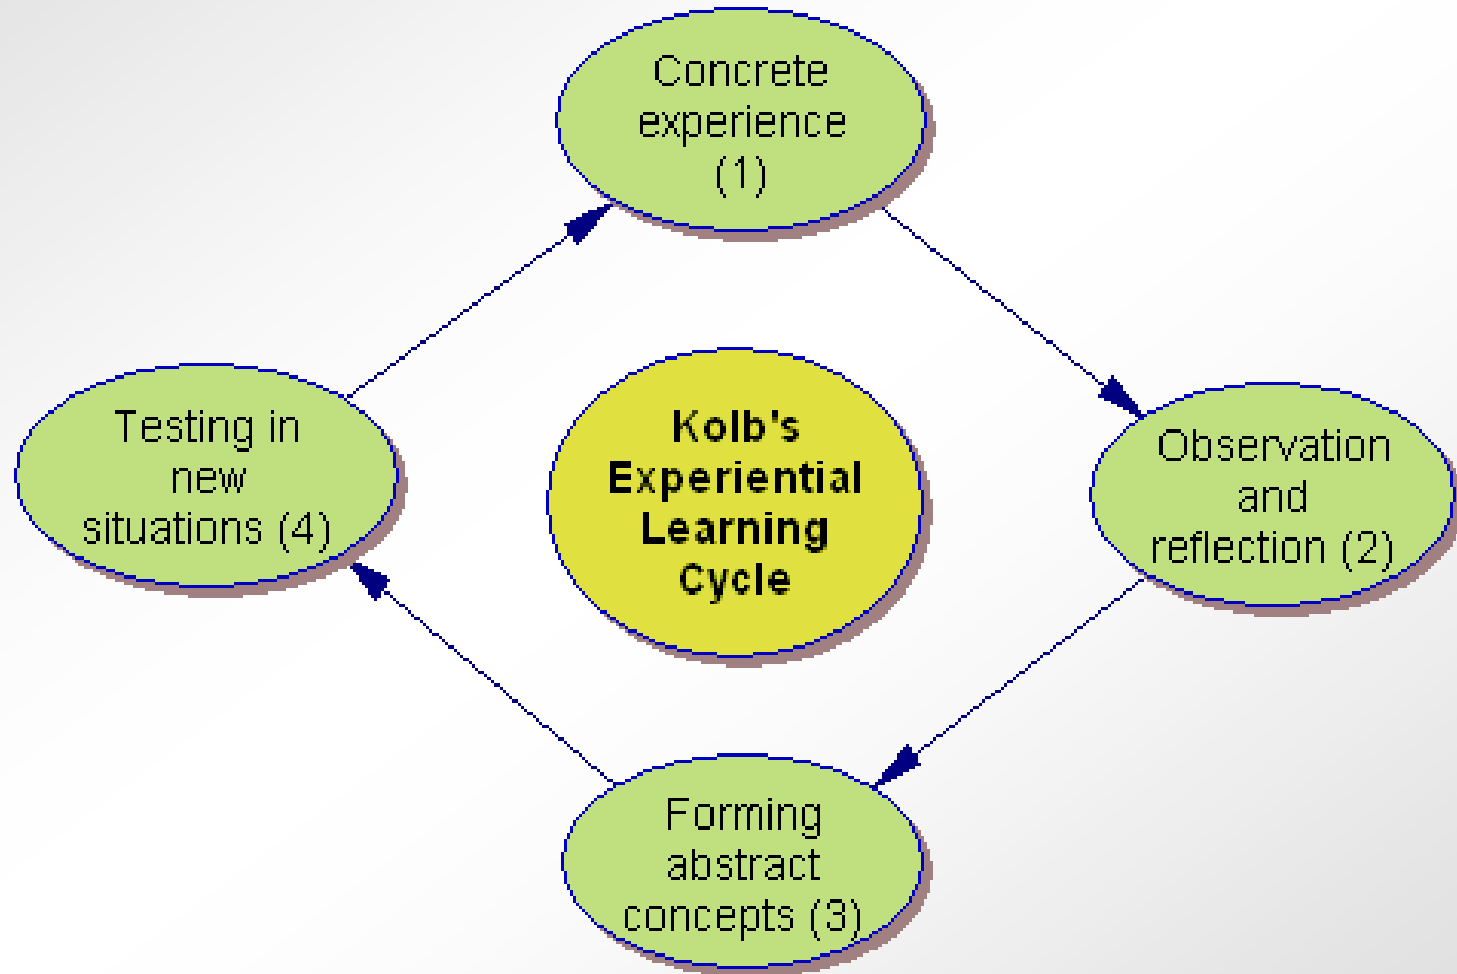 Concrete
experience
(1)
Observation
and
reflection (2)
Forming
abstract
concepts (3)
Testing in
new
situations (4)
Kolb's
Experiential
Learning
Cycle